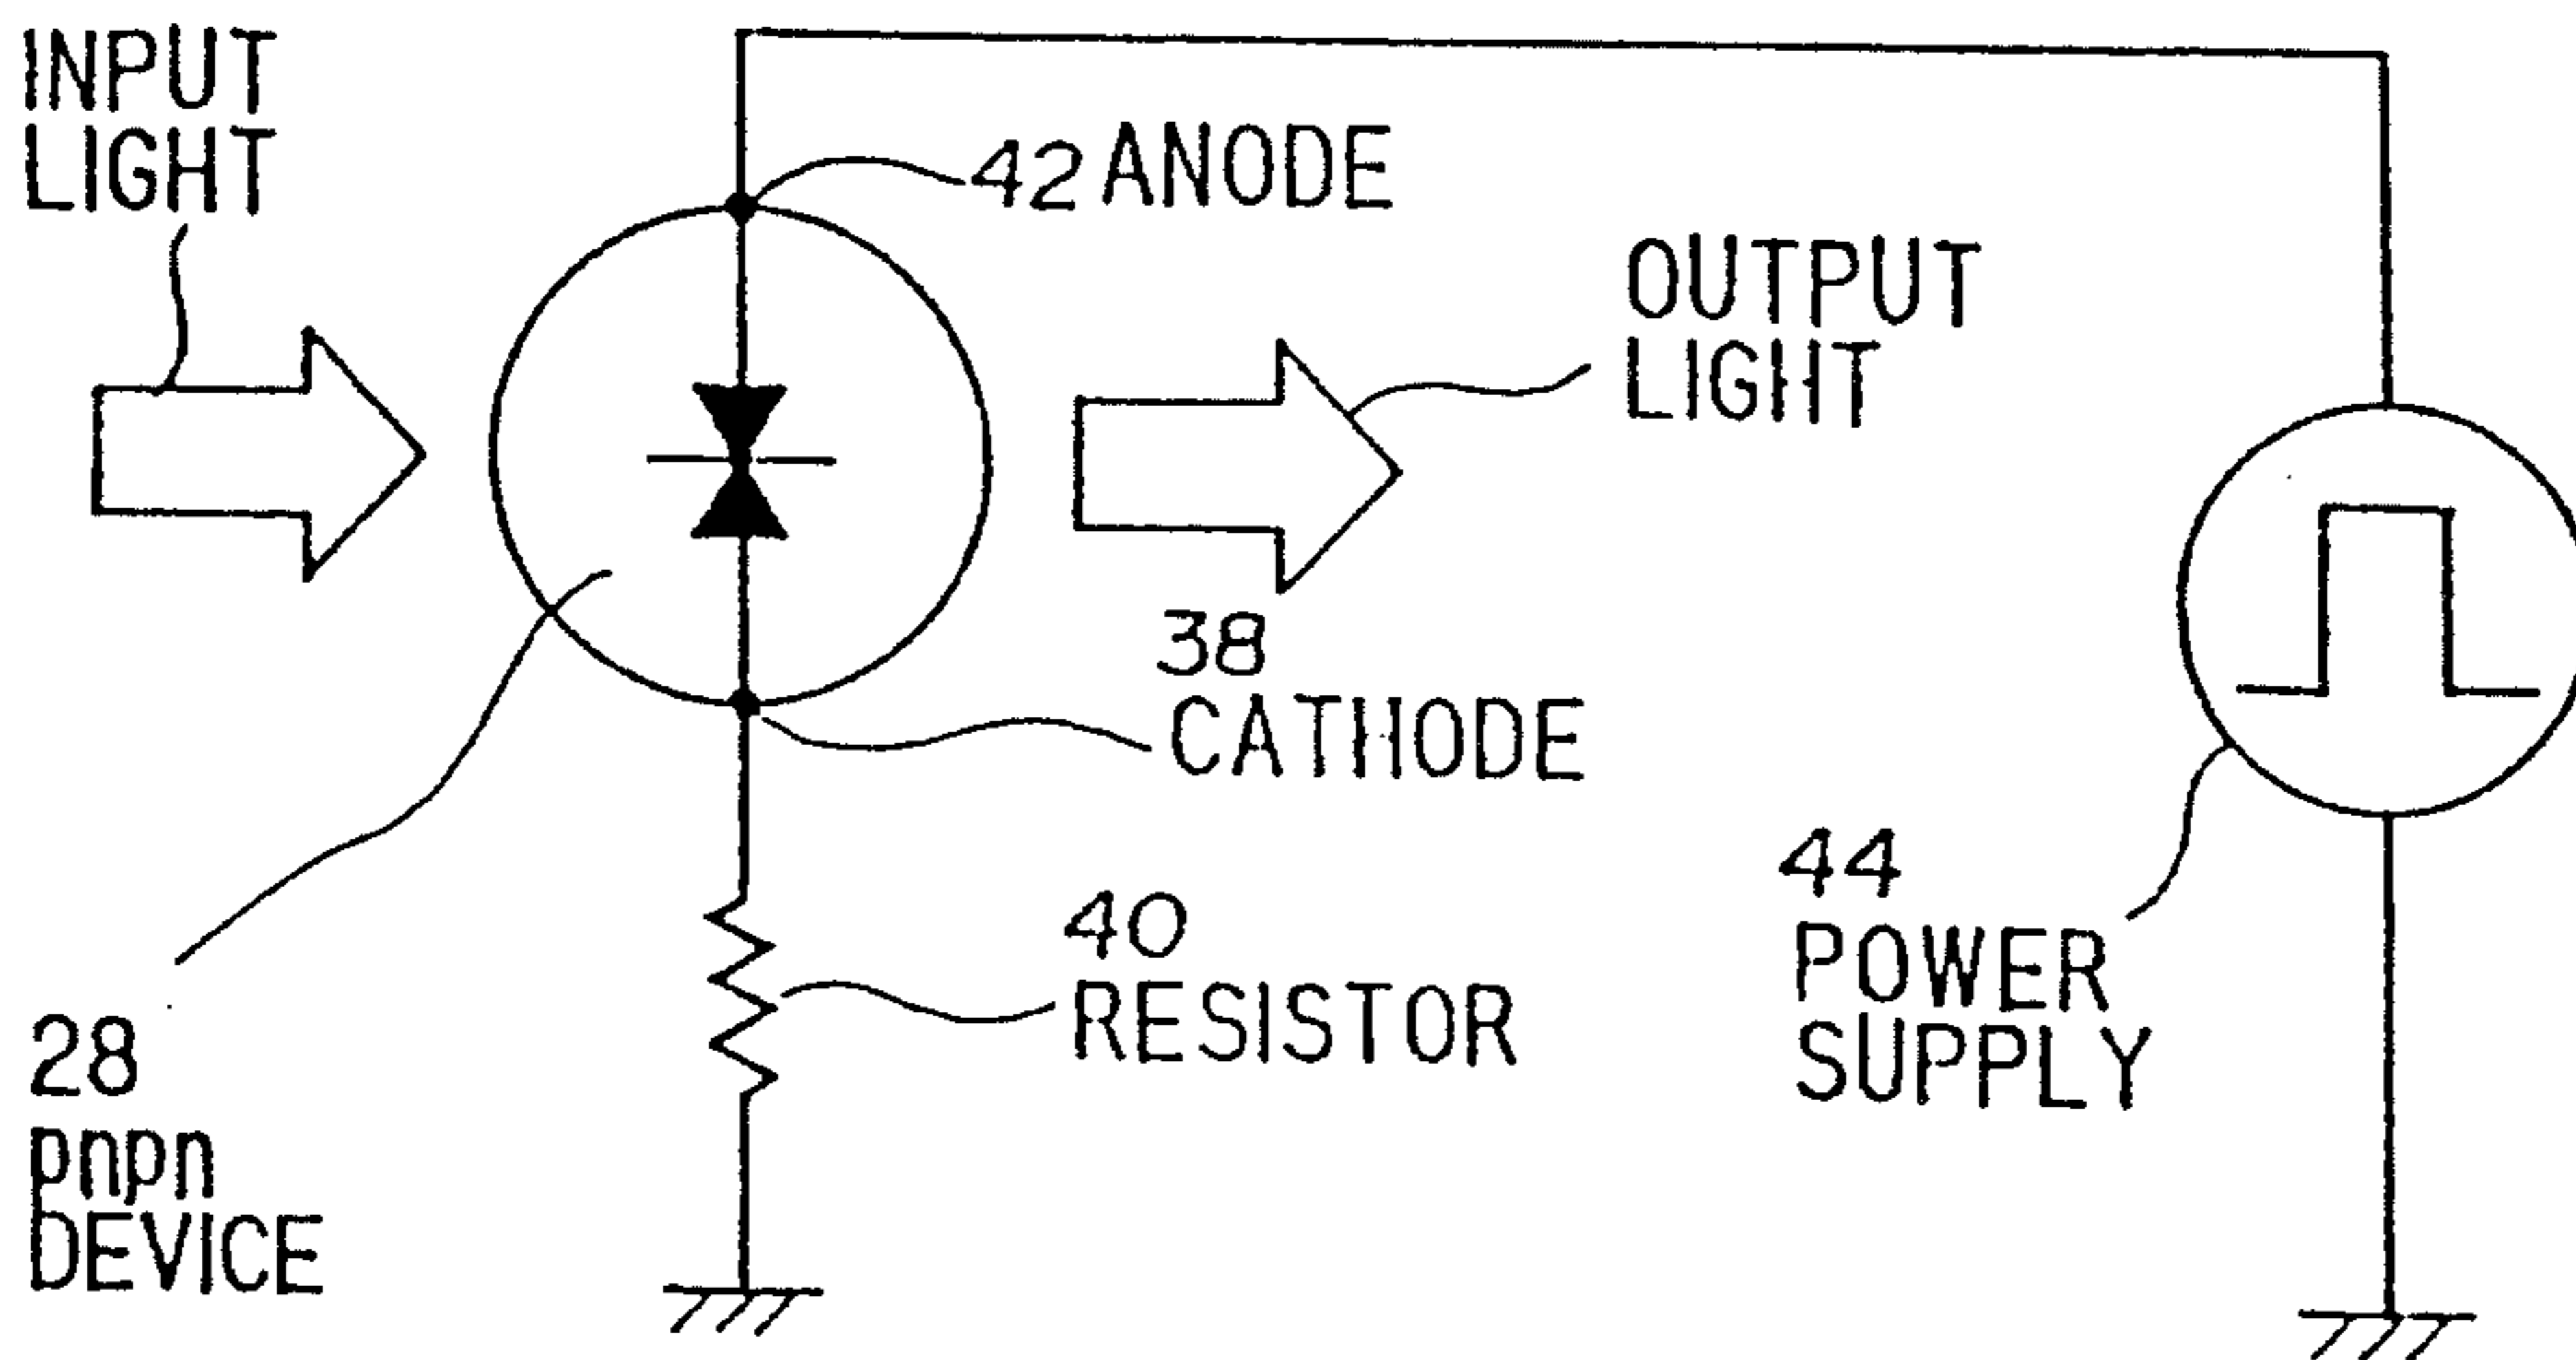 INPUT
LIGHT
42 ANODE
OUTPUT
LIGHT
38
CATHODE
44
POWER
SUPPLY
40
RESISTOR
28
pnpn
DEVICE